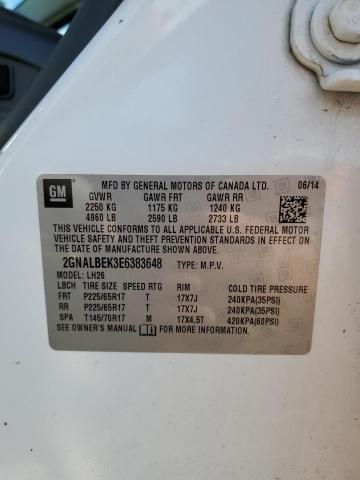 GM
MFD BY GENERAL MOTORS OF CANADA LTD. 06/14
GVWR GAWR FRT GAWR RR
2250 KG 1175 KG 1240 KG
4960 LB 2590 LB 2733 LB
THIS VEHICLE CONFORMS TO ALL APPLICABLE U.S. FEDERAL MOTOR
VEHICLE SAFETY, BUMPER, AND THEFT PREVENTION
STANDARDS IN EFFECT ON THE
DATE OF MANUFACTURE SHOWN ABOVE.
2GNALBEK3E6383648 TYPE: M.P.V.
MODEL: LH26
LBCH TIRE SIZE SPEED RTG RIM COLD TIRE PRESSURE
FRT P225/65R17 T 17X7J 240KPA(35PSI)
RR P225/65R17 T 17X7J 240KPA(35PSI)
SPA T145/70R17 M 17X4.5T 420KPA(60PSI)
SEE OWNER'S MANUAL FOR ADDITIONAL INFORMATION.